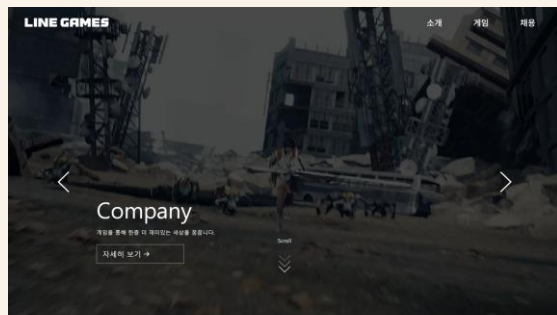 LINE GAMES
소개 게임 채용
Company
게임을 통해 한층 더 재미있는 세상을 꿈꿉니다.
자세히 보기 →
Scroll